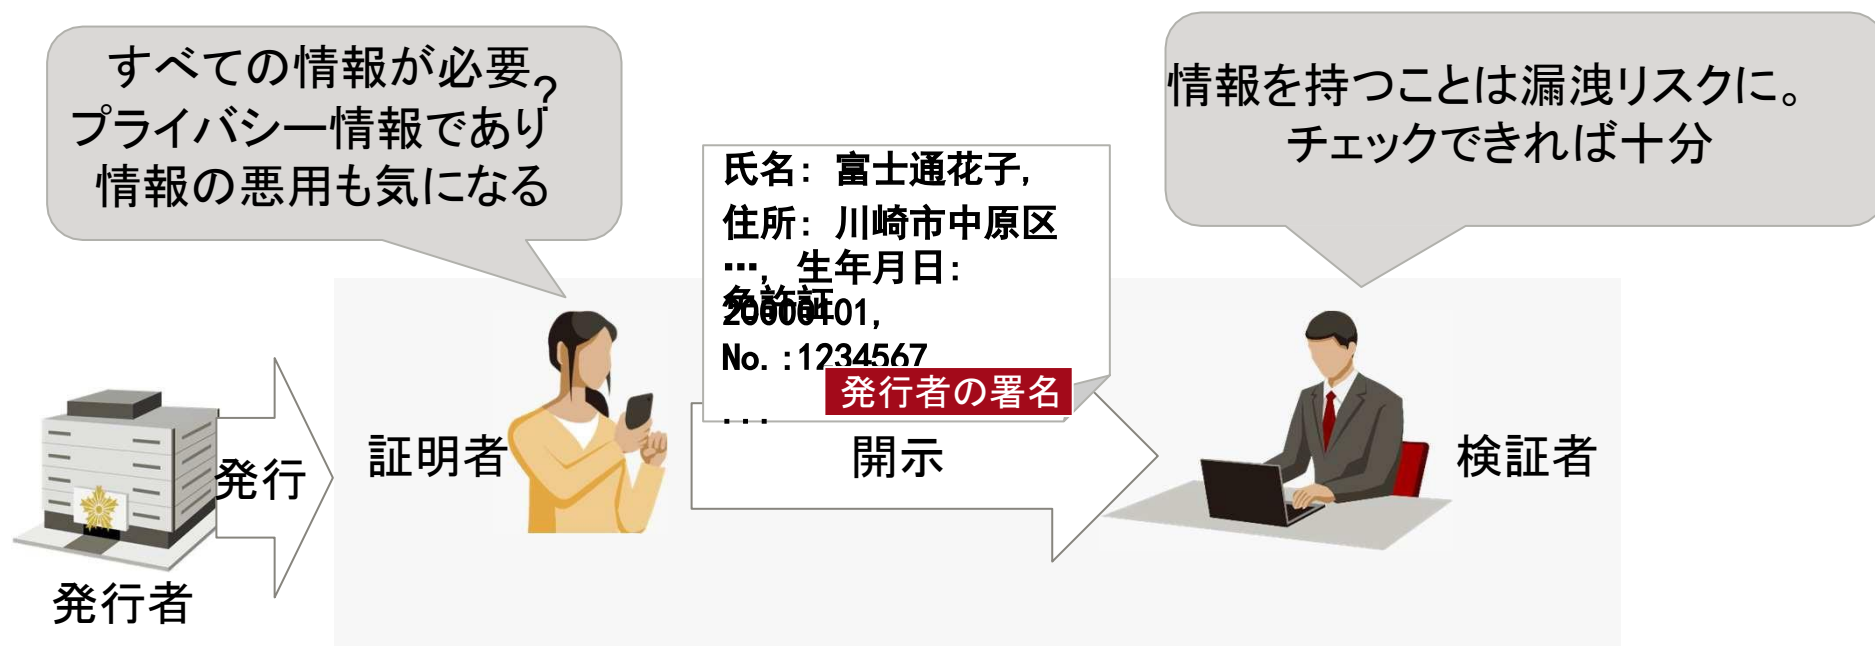 すべての情報が必要?
プライバシー情報であり
情報の悪用も気になる
情報を持つことは漏洩リスクに。
チェックできれば十分
氏名: 富士通花子,
住所: 川崎市中原区
…, 生年月日:
免許証
20000401,
No.:1234567
発行者の署名
...
発行
証明者
開示
検証者
発行者